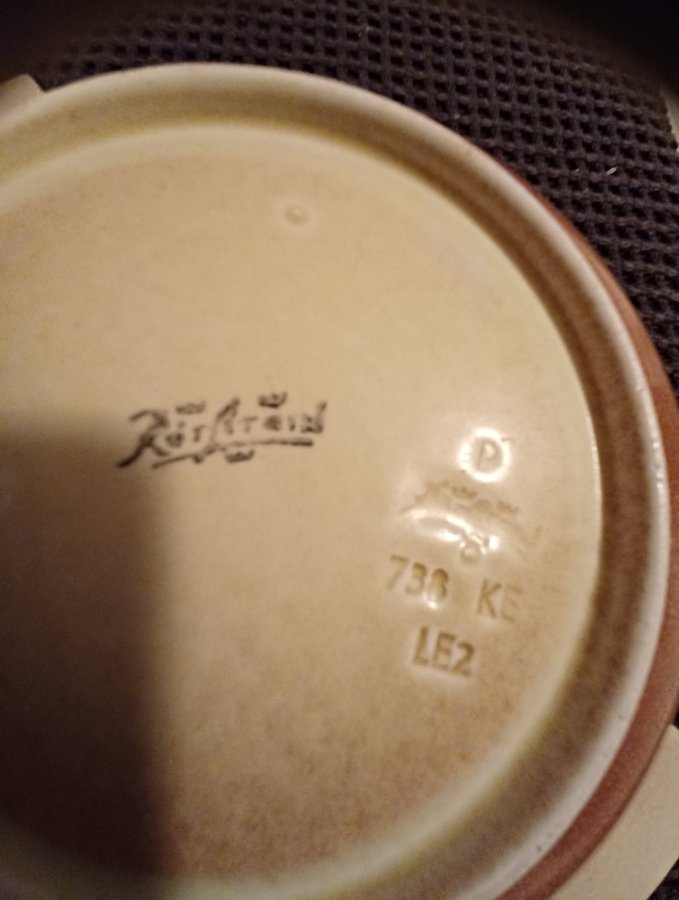 Rörstrand
P
738 KE
LE2